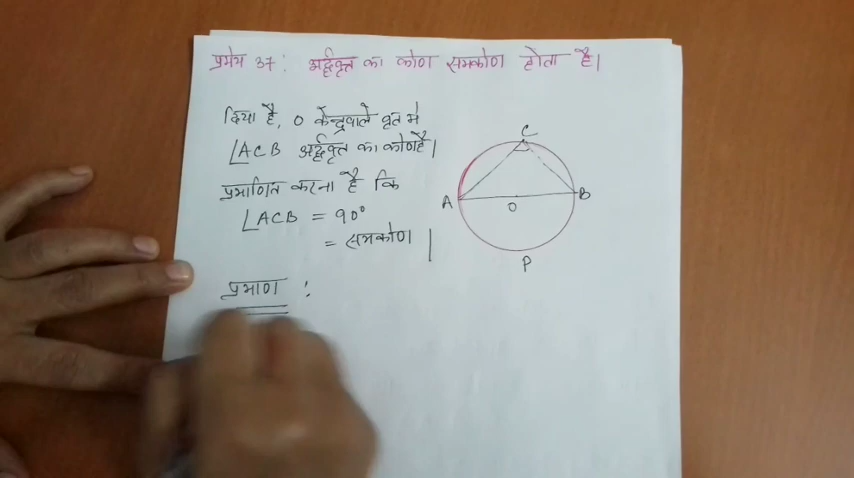 प्रमेय 37: अर्द्धवृत्त का कोण समकोण होता है।
दिया है, O केन्द्रवाले वृत में
∠ACB अर्द्धवृत्त का कोण है।
प्रमाणित करना है कि
∠ACB = 90°
= समकोण |
प्रमाण :
C
A
B
O
P